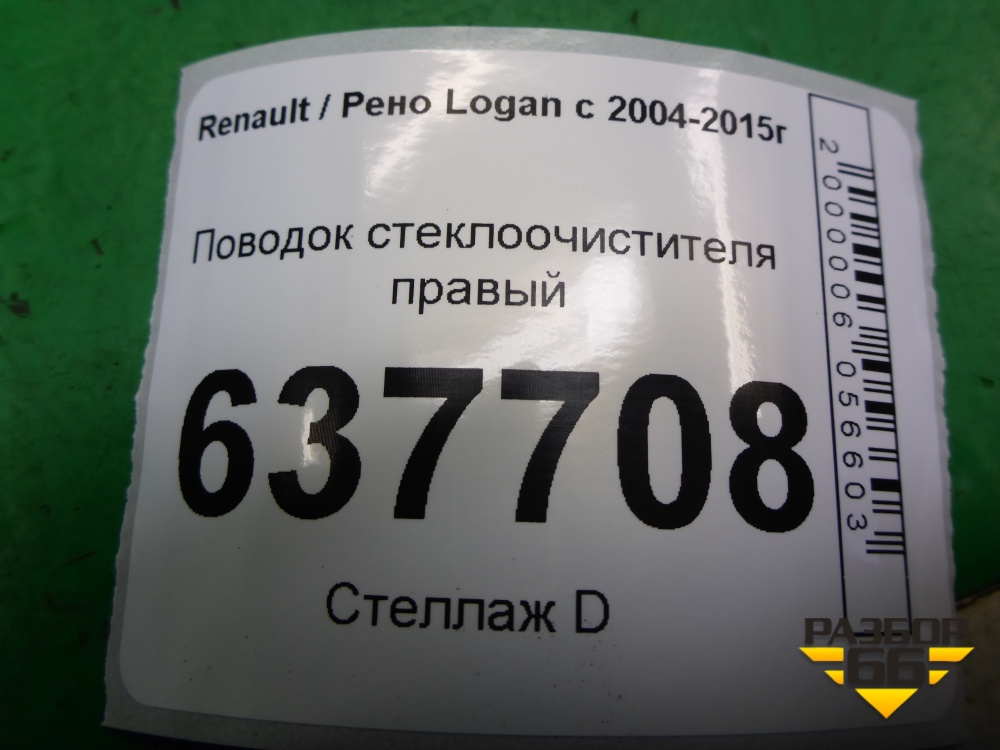 Renault / Рено Logan с 2004-2015г
Поводок стеклоочистителя
правый
637708
Стеллаж D
2000006056603
РАЗБОР
66